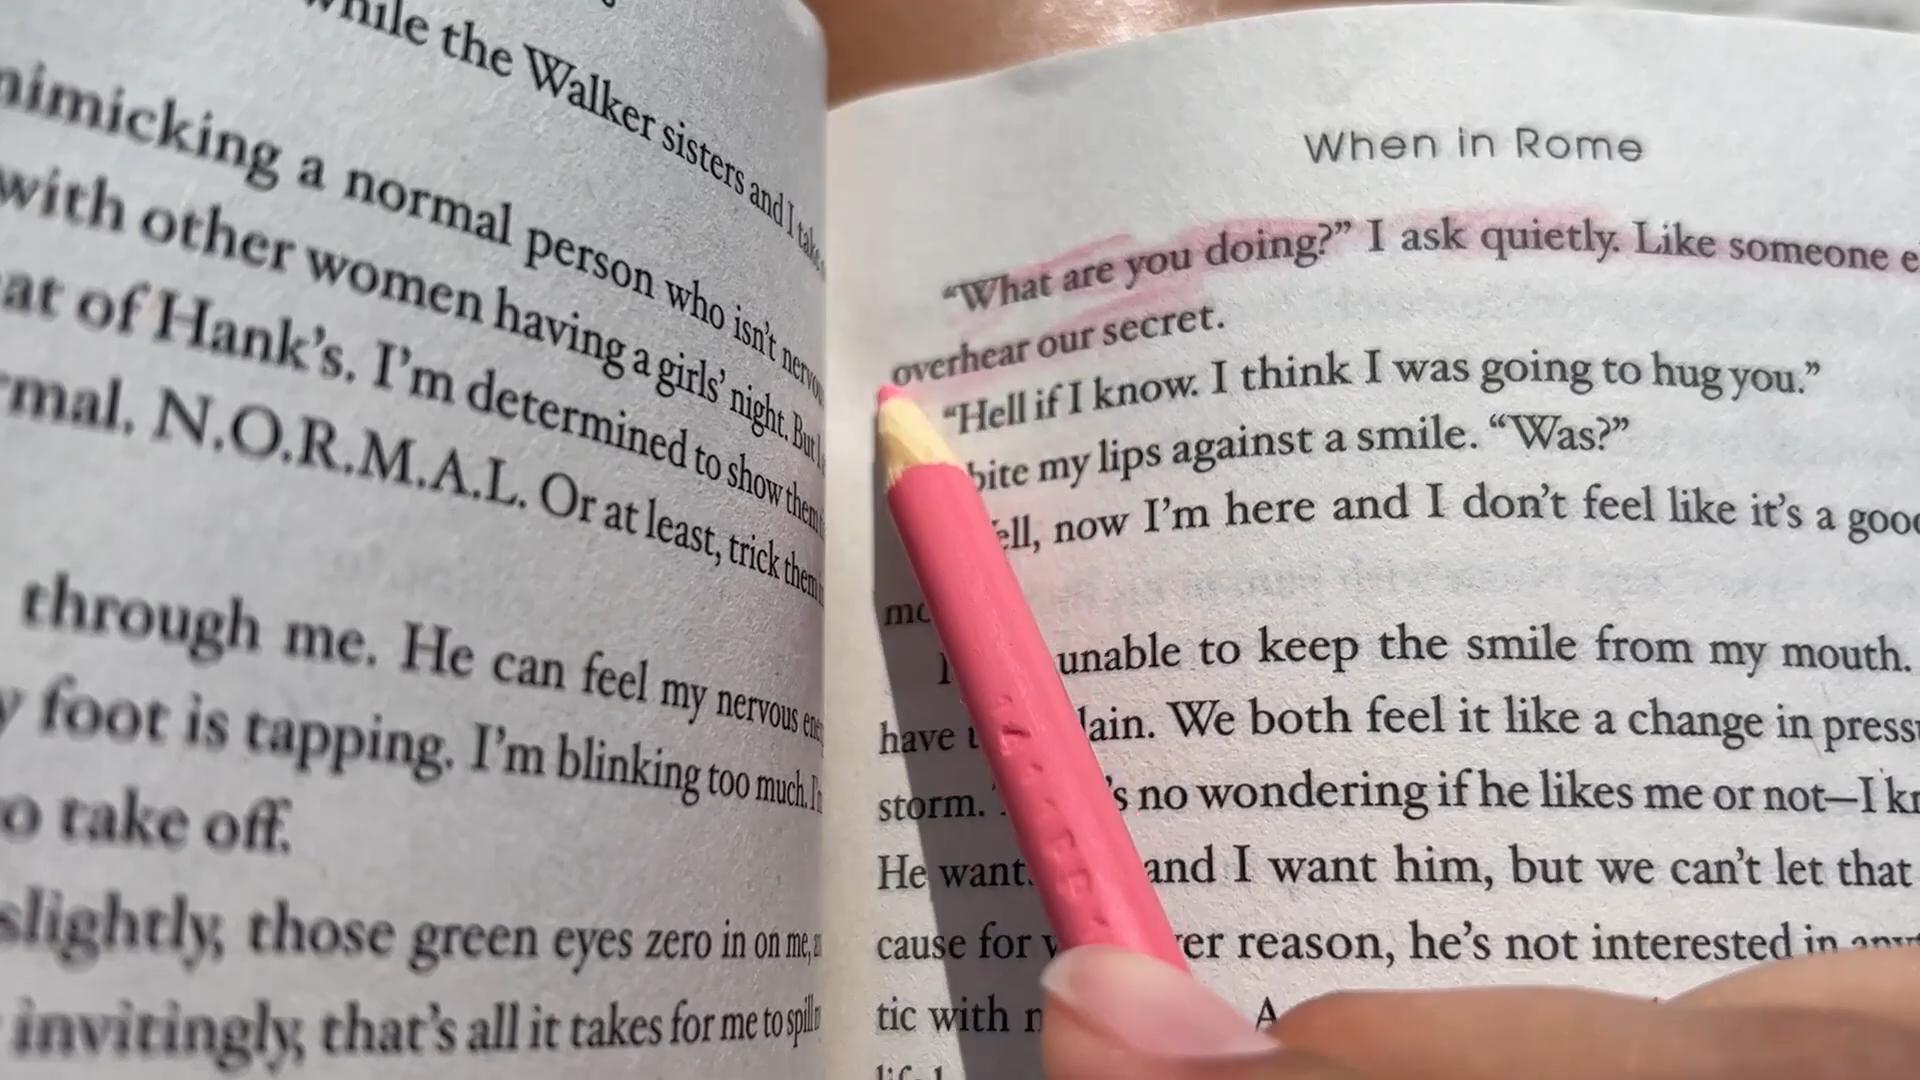 while the Walker sisters and I take
mimicking a normal person who isn't
with other women having a girls' night. But
at of Hank's. I'm determined to show them
mal. N.O.R.M.A.L. Or at least, trick them
through me. He can feel my nervous
foot is tapping. I'm blinking too much.
take off.
slightly, those green eyes zero in on me,
invitingly, that's all it takes for me to spill
When in Rome
“What are you doing?” I ask quietly. Like someone
overhear our secret.
“Hell if I know. I think I was going to hug you.”
bite my lips against a smile. “Was?”
ell, now I'm here and I don't feel like it's a good
unable to keep the smile from my mouth.
have lain. We both feel it like a change in
storm. 's no wondering if he likes me or not—I
He want and I want him, but we can't let that
cause for er reason, he's not interested in
tic with